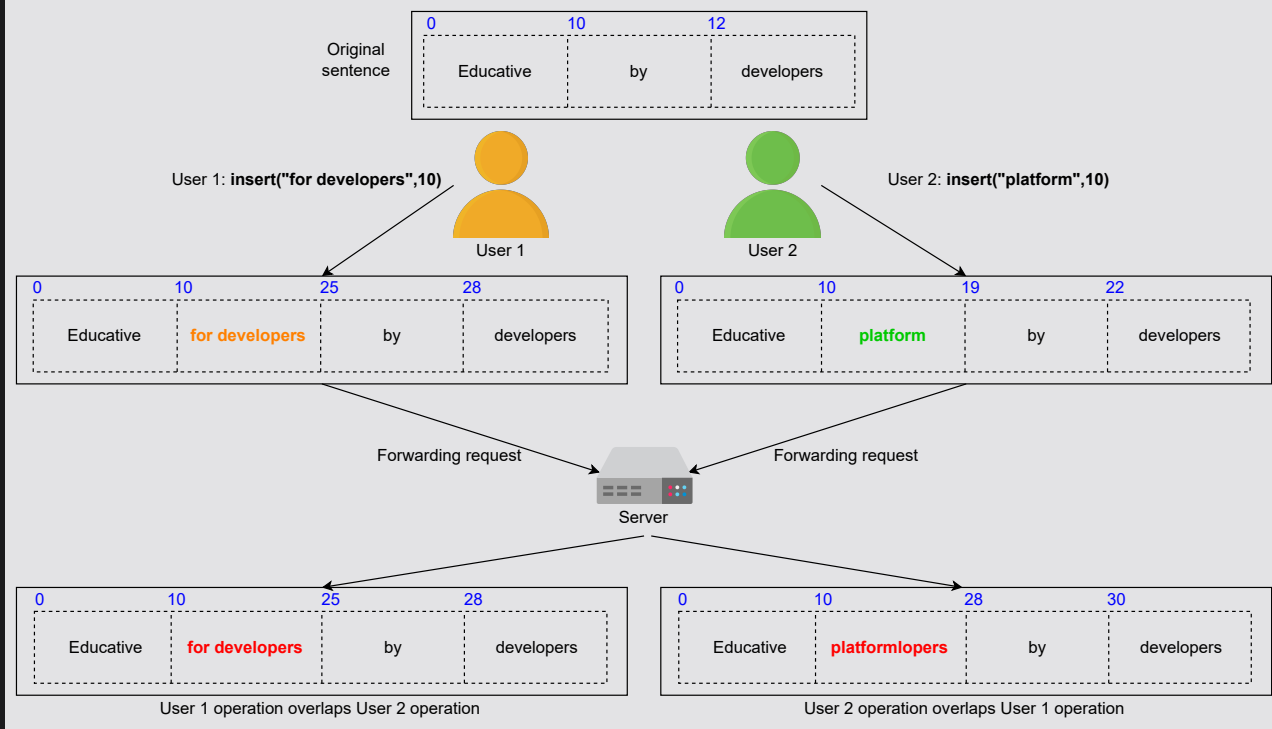 0 10 12
Original
sentence
Educative by developers
User 1: insert("for developers",10)
User 2: insert("platform",10)
User 1
User 2
0 10 25 28
Educative for developers by developers
0 10 19 22
Educative platform by developers
Forwarding request
Forwarding request
Server
0 10 25 28
Educative for developers by developers
User 1 operation overlaps User 2 operation
0 10 28 30
Educative platformlopers by developers
User 2 operation overlaps User 1 operation